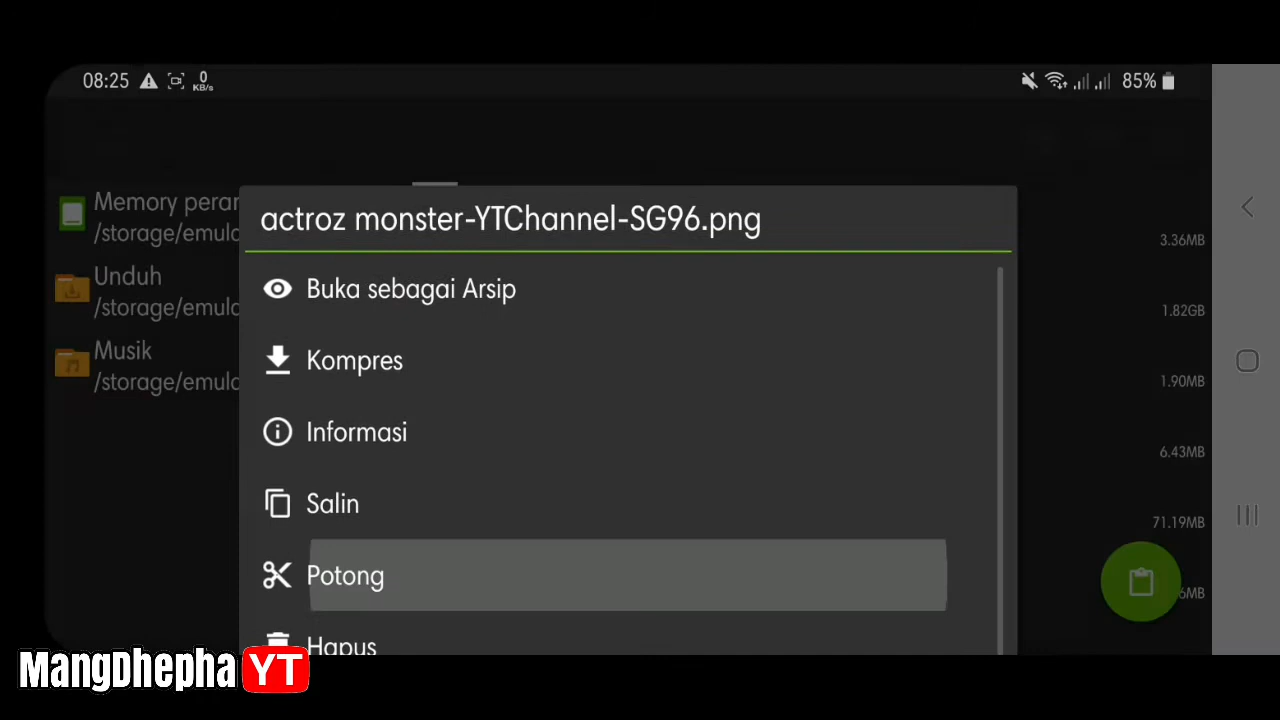 08:25 0 KB/s 85%
Memory peran
/storage/emula
Unduh
/storage/emula
Musik
/storage/emula
actroz monster-YTChannel-SG96.png
Buka sebagai Arsip
Kompres
Informasi
Salin
Potong
Hapus
3.36MB
1.82GB
1.90MB
6.43MB
71.19MB
6MB
MangDhepha YT